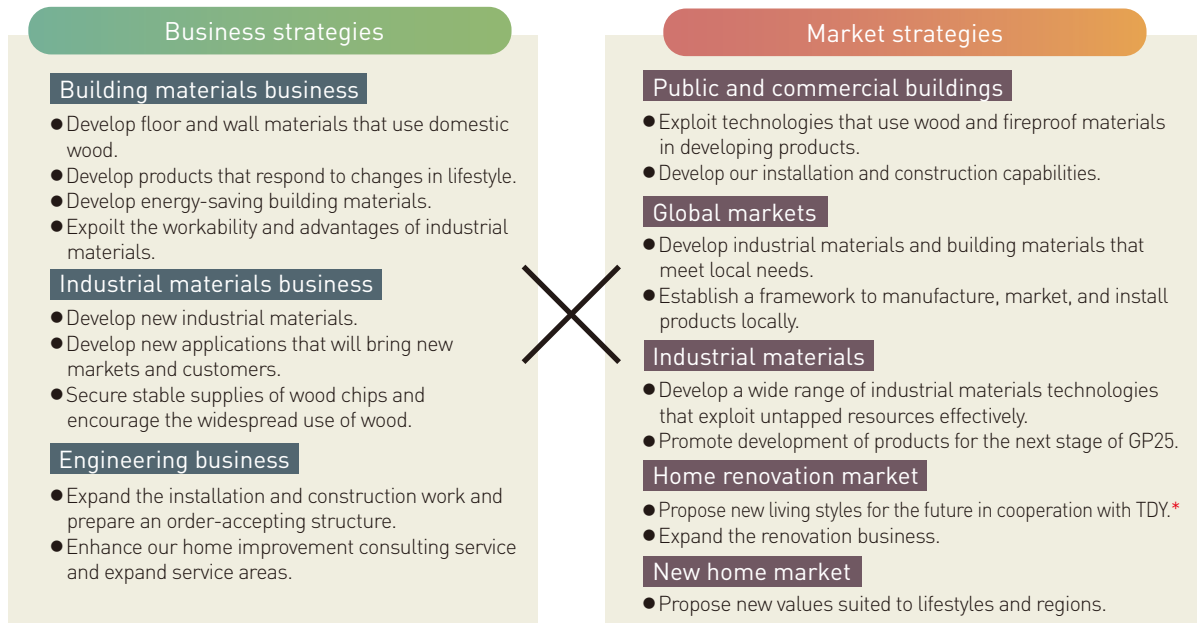 Business strategies
Building materials business
●Develop floor and wall materials that use domestic
wood.
●Develop products that respond to changes in lifestyle.
●Develop energy-saving building materials.
●Expoilt the workability and advantages of industrial
materials.
Industrial materials business
●Develop new industrial materials.
●Develop new applications that will bring new
markets and customers.
●Secure stable supplies of wood chips and
encourage the widespread use of wood.
Engineering business
●Expand the installation and construction work and
prepare an order-accepting structure.
●Enhance our home improvement consulting service
and expand service areas.
Market strategies
Public and commercial buildings
●Exploit technologies that use wood and fireproof materials
in developing products.
●Develop our installation and construction capabilities.
Global markets
●Develop industrial materials and building materials that
meet local needs.
●Establish a framework to manufacture, market, and install
products locally.
Industrial materials
●Develop a wide range of industrial materials technologies
that exploit untapped resources effectively.
●Promote development of products for the next stage of GP25.
Home renovation market
●Propose new living styles for the future in cooperation with TDY.*
●Expand the renovation business.
New home market
●Propose new values suited to lifestyles and regions.